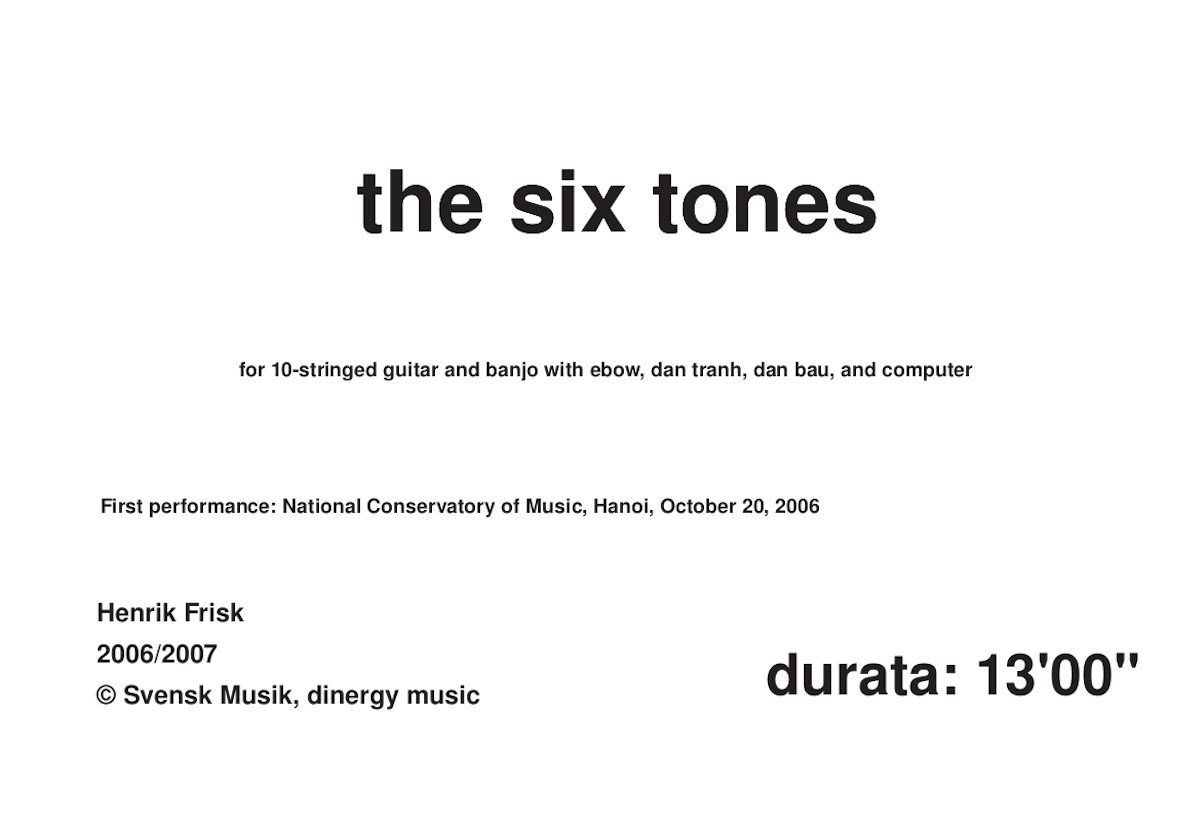 the six tones
for 10-stringed guitar and banjo with ebow, dan tranh, dan bau, and computer
First performance: National Conservatory of Music, Hanoi, October 20, 2006
Henrik Frisk
2006/2007
© Svensk Musik, dinergy music
durata: 13'00"